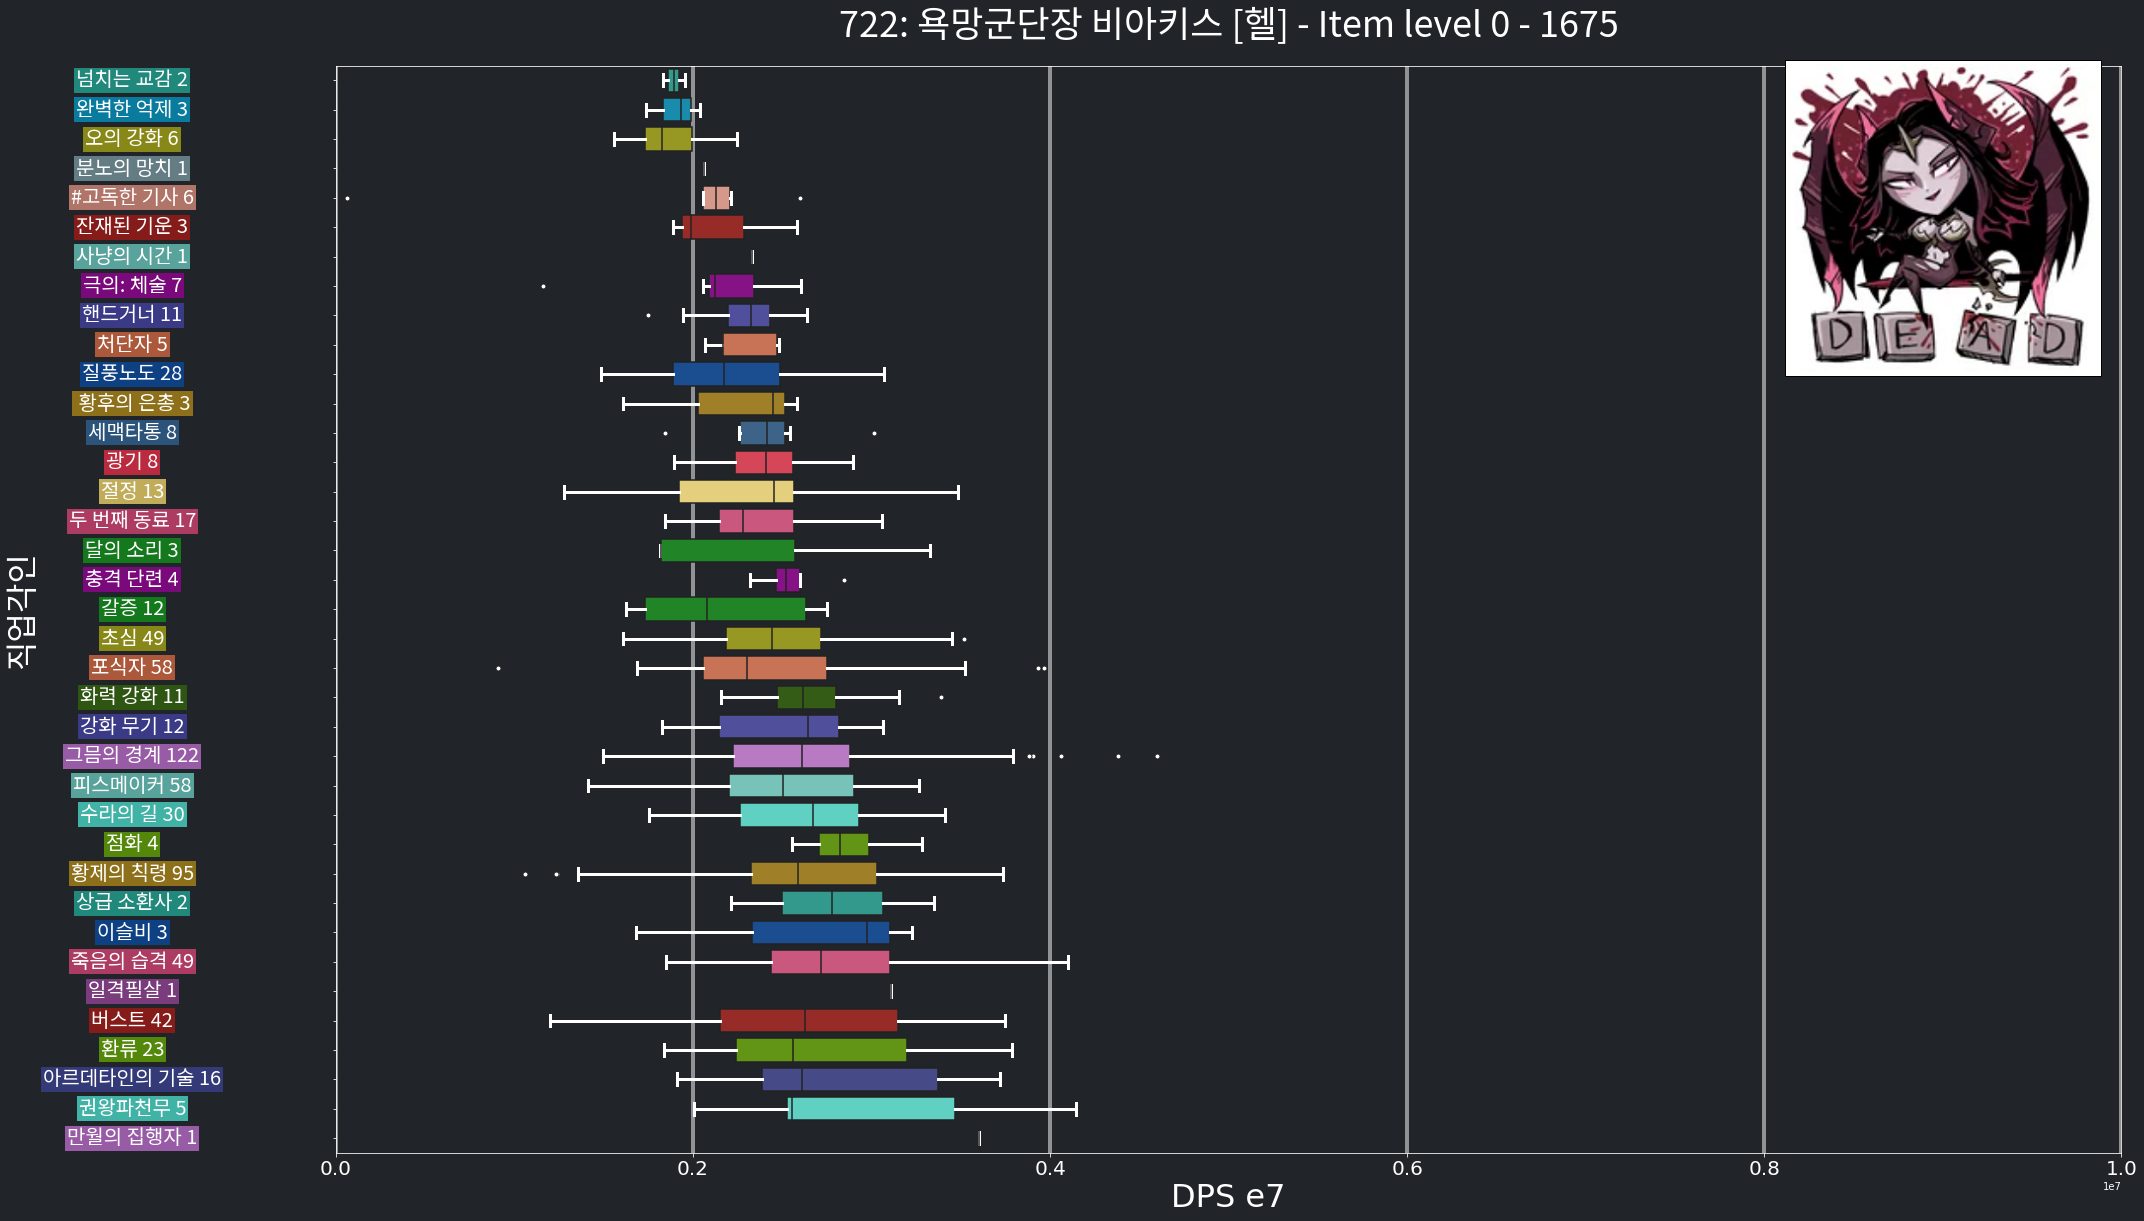 722: 욕망군단장 비아키스 [헬] - Item level 0 - 1675
넘치는 교감 2
완벽한 억제 3
오의 강화 6
분노의 망치 1
#고독한 기사 6
잔재된 기운 3
사냥의 시간 1
극의: 체술 7
핸드거너 11
처단자 5
질풍노도 28
황후의 은총 3
세맥타통 8
광기 8
절정 13
두 번째 동료 17
달의 소리 3
충격 단련 4
갈증 12
초심 49
포식자 58
화력 강화 11
강화 무기 12
그믐의 경계 122
피스메이커 58
수라의 길 30
점화 4
황제의 칙령 95
상급 소환사 2
이슬비 3
죽음의 습격 49
일격필살 1
버스트 42
환류 23
아르데타인의 기술 16
권왕파천무 5
만월의 집행자 1
직업각인
0.0 0.2 0.4 0.6 0.8 1.0
1e7
DPS e7
D E A D